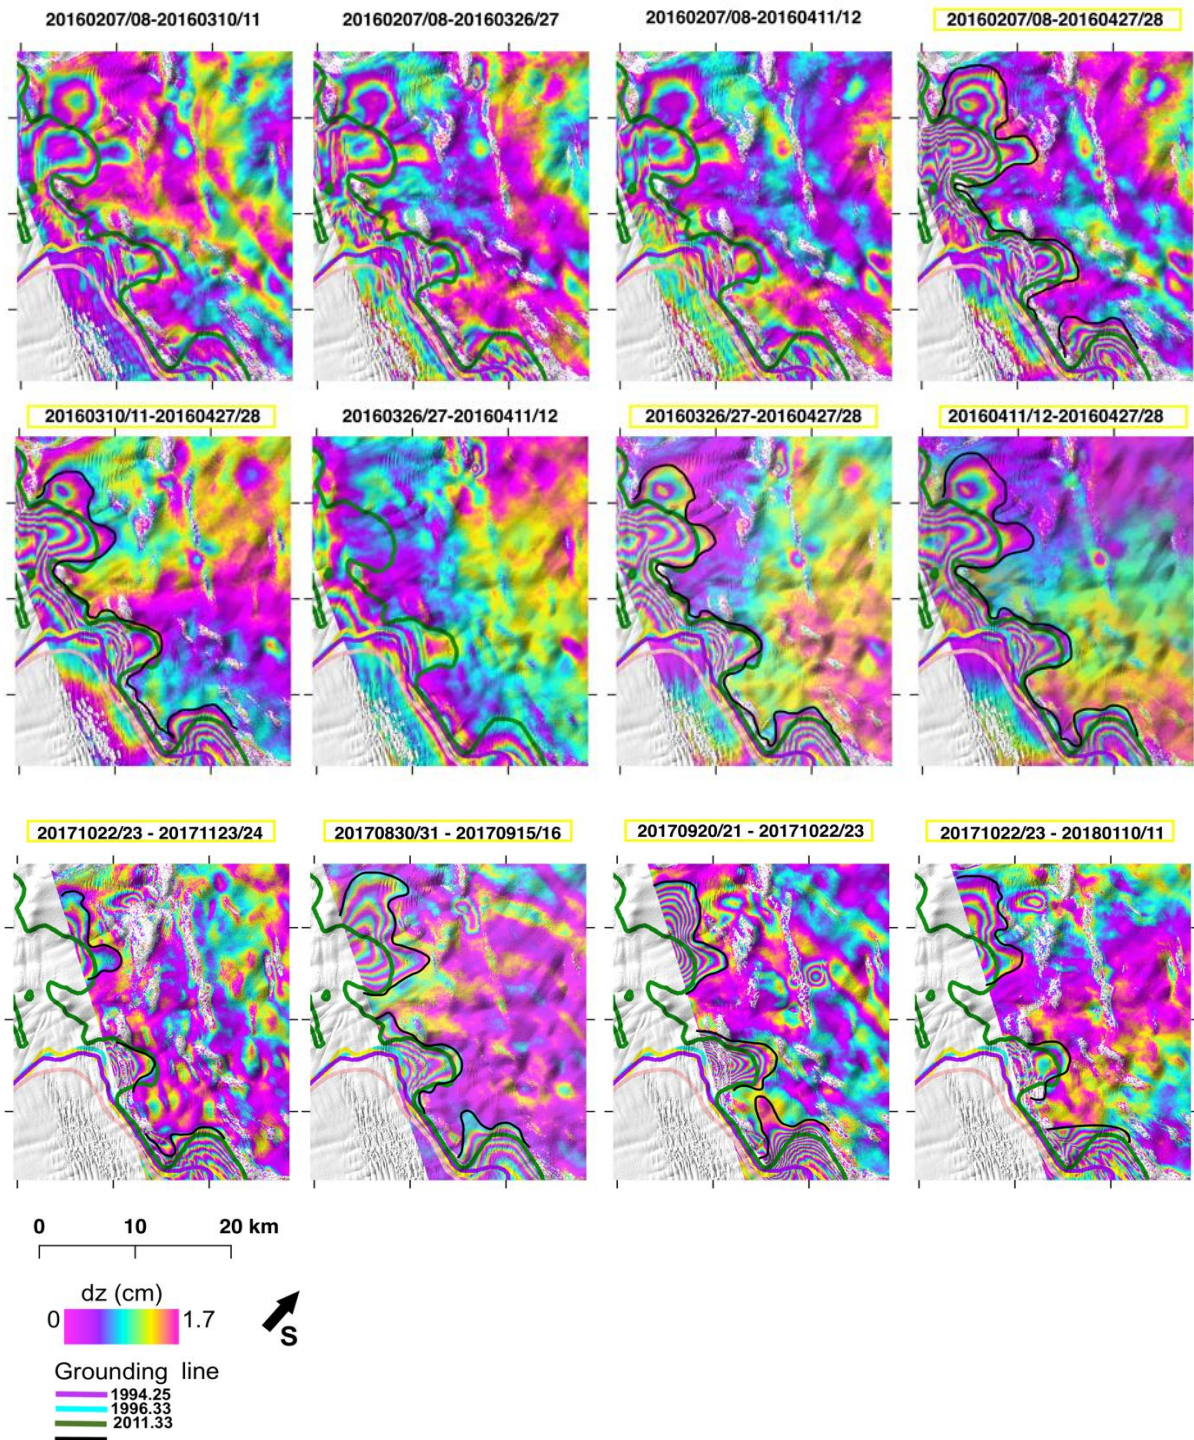 20160207/08-20160310/11
20160207/08-20160326/27
20160207/08-20160411/12
20160207/08-20160427/28
20160310/11-20160427/28
20160326/27-20160411/12
20160326/27-20160427/28
20160411/12-20160427/28
20171022/23 - 20171123/24
20170830/31 - 20170915/16
20170920/21 - 20171022/23
20171022/23 - 20180110/11
0 10 20 km
dz (cm)
0 1.7
S
Grounding line
1994.25
1996.33
2011.33